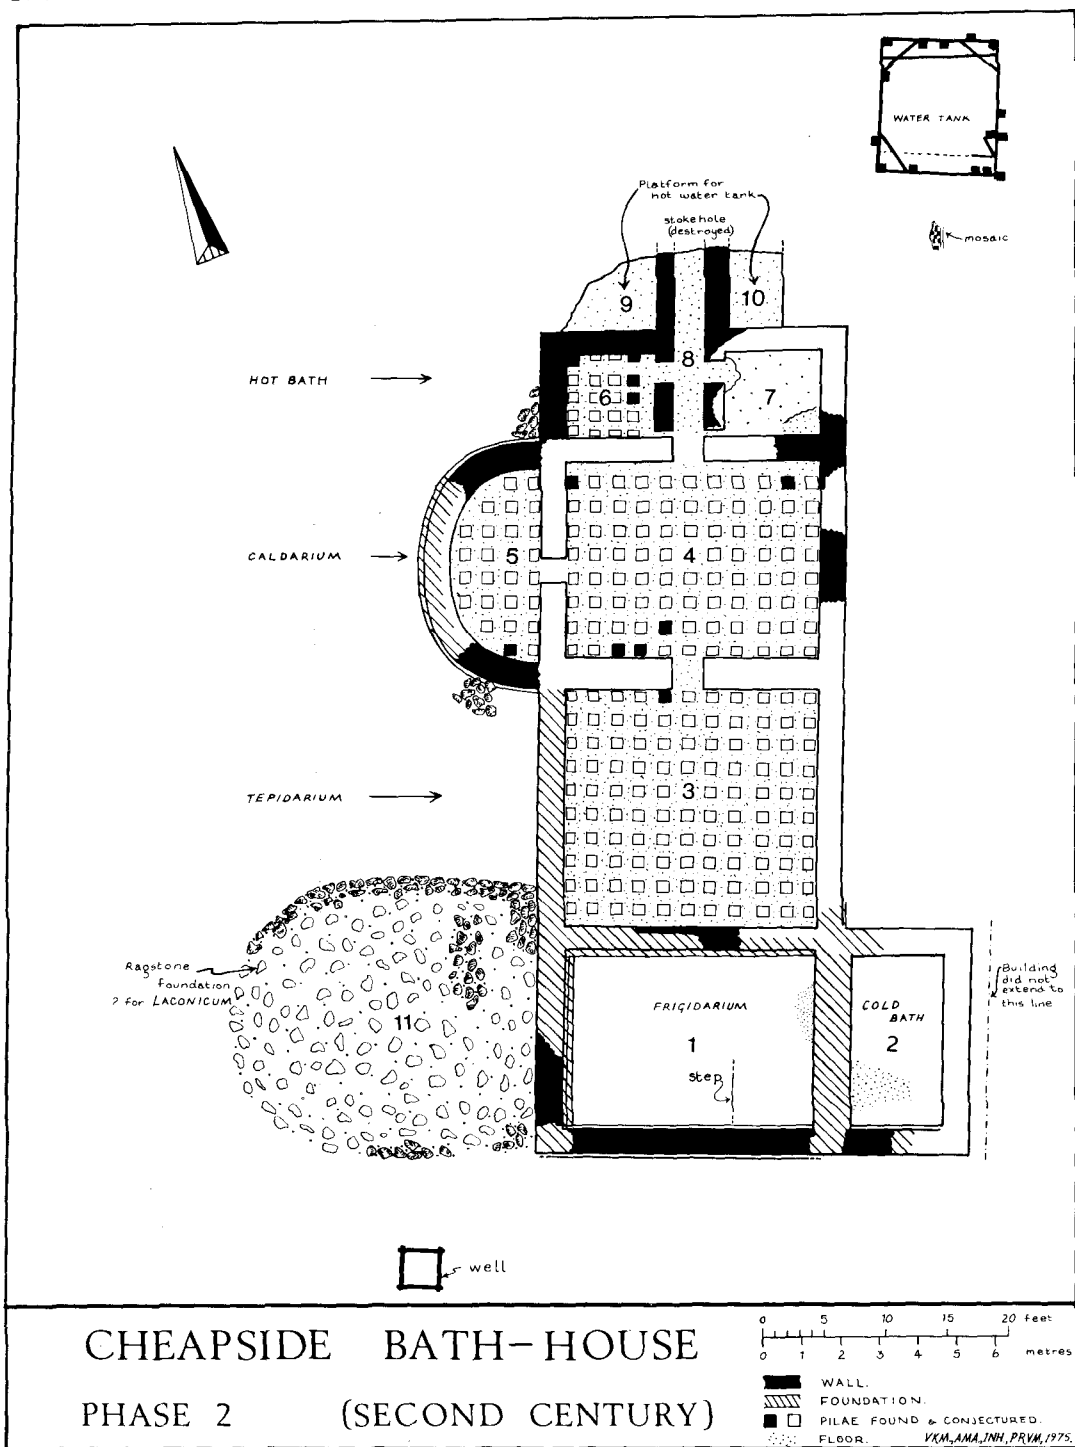 WATER TANK
mosaic
Platform for
hot water tank
stokehole
(destroyed)
9
10
8
HOT BATH
6
7
CALDARIUM
5
4
TEPIDARIUM
3
Ragstone
foundation
? for LACONICUM
11
FRIGIDARIUM
1
step
COLD
BATH
2
Building
did not
extend to
this line
well
CHEAPSIDE BATH-HOUSE
PHASE 2 (SECOND CENTURY)
0 5 10 15 20 feet
0 1 2 3 4 5 6 metres
WALL.
FOUNDATION.
PILAE FOUND & CONJECTURED.
FLOOR.
VKM, AMA, INH, PRVM, 1975.